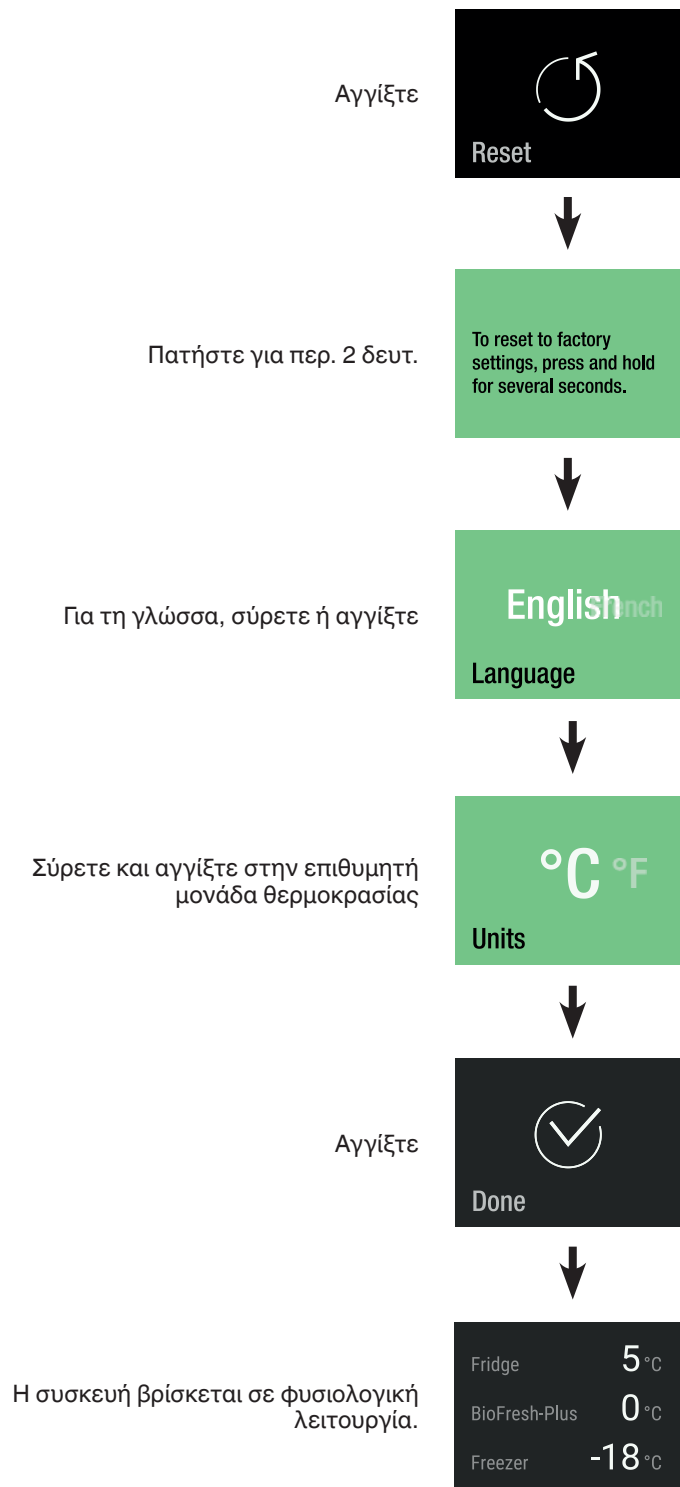 Αγγίξτε
Reset
Πατήστε για περ. 2 δευτ.
To reset to factory
settings, press and hold
for several seconds.
Για τη γλώσσα, σύρετε ή αγγίξτε
English French
Language
Σύρετε και αγγίξτε στην επιθυμητή
μονάδα θερμοκρασίας
°C °F
Units
Αγγίξτε
Done
Η συσκευή βρίσκεται σε φυσιολογική
λειτουργία.
Fridge 5 °C
BioFresh-Plus 0 °C
Freezer -18 °C